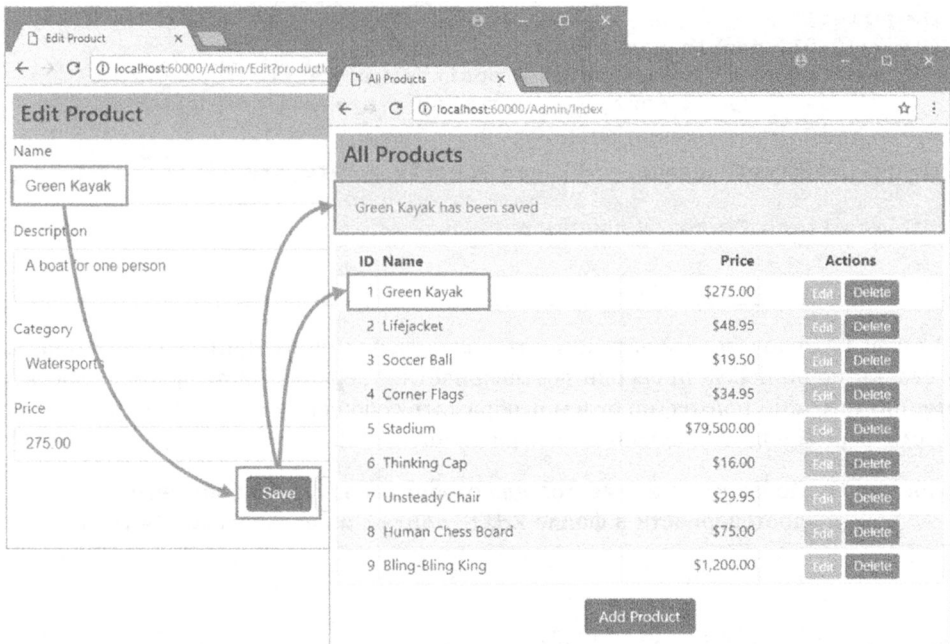 Edit Product
localhost:60000/Admin/Edit?productId
Edit Product
Name
Green Kayak
Description
A boat for one person
Category
Watersports
Price
275.00
Save
All Products
localhost:60000/Admin/Index
All Products
Green Kayak has been saved
ID Name Price Actions
1 Green Kayak $275.00 Edit Delete
2 Lifejacket $48.95 Edit Delete
3 Soccer Ball $19.50 Edit Delete
4 Corner Flags $34.95 Edit Delete
5 Stadium $79,500.00 Edit Delete
6 Thinking Cap $16.00 Edit Delete
7 Unsteady Chair $29.95 Edit Delete
8 Human Chess Board $75.00 Edit Delete
9 Bling-Bling King $1,200.00 Edit Delete
Add Product